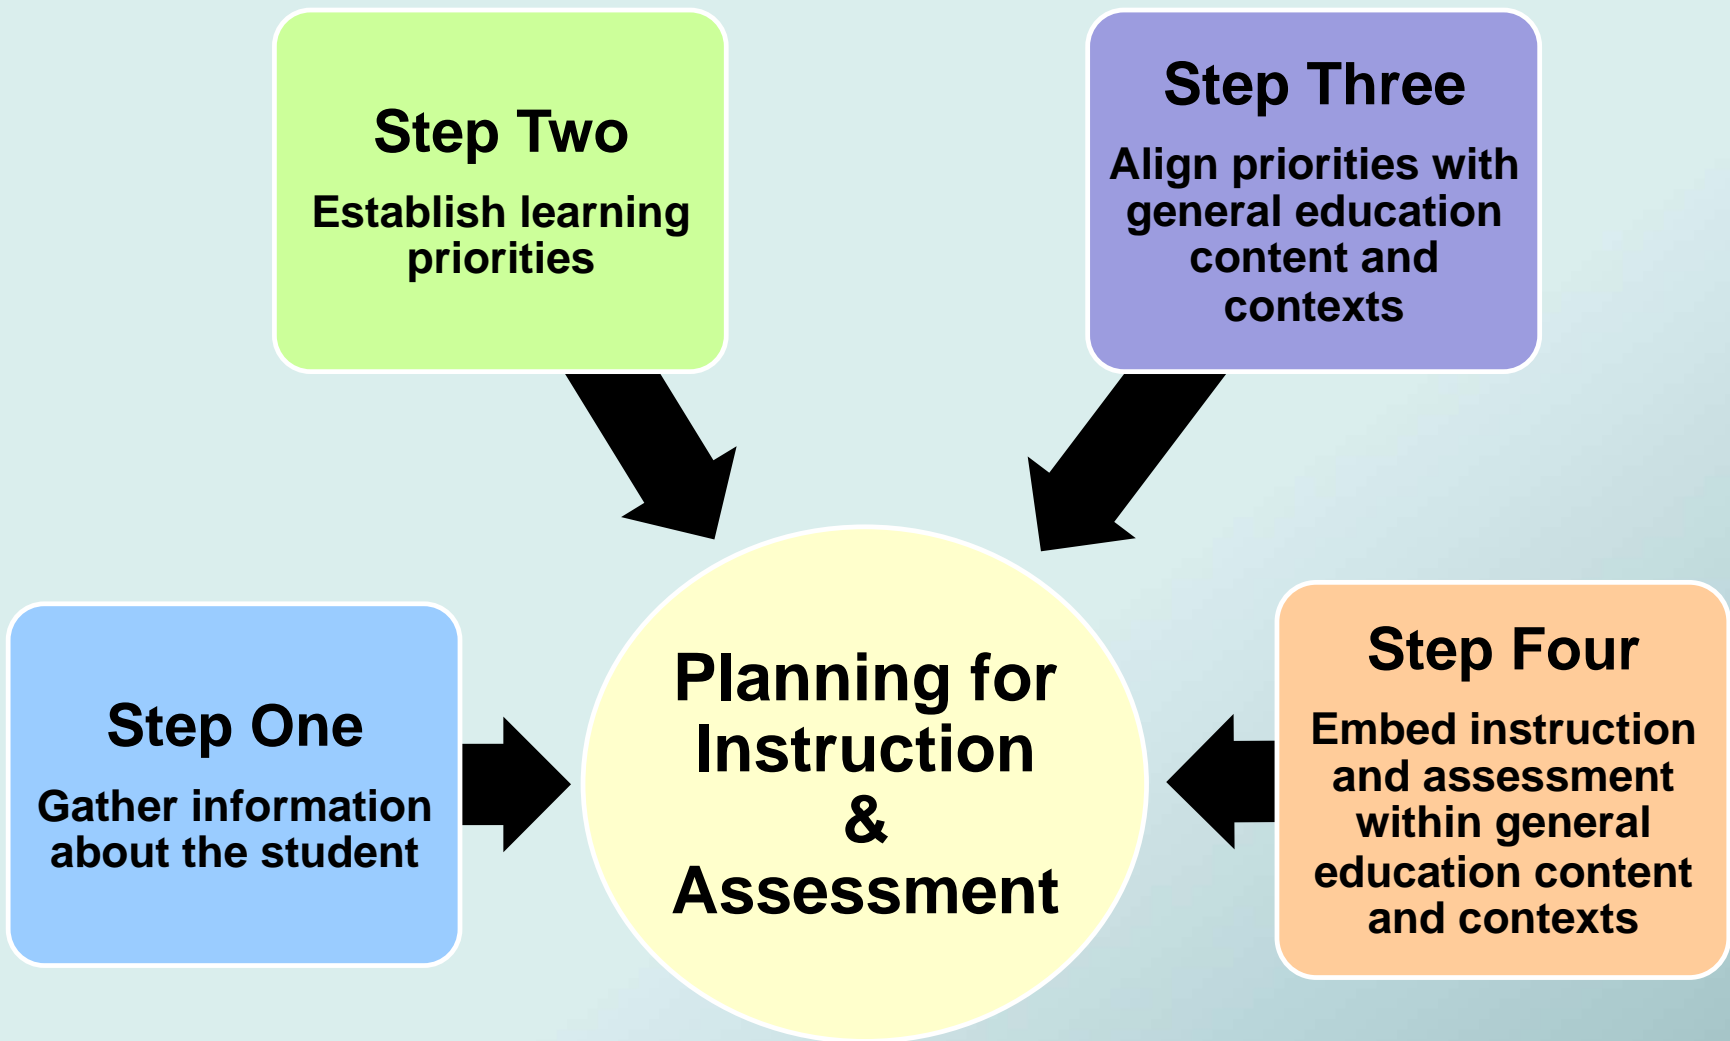 Step One
Gather information
about the student
Step Two
Establish learning
priorities
Step Three
Align priorities with
general education
content and
contexts
Step Four
Embed instruction
and assessment
within general
education content
and contexts
Planning for
Instruction
&
Assessment